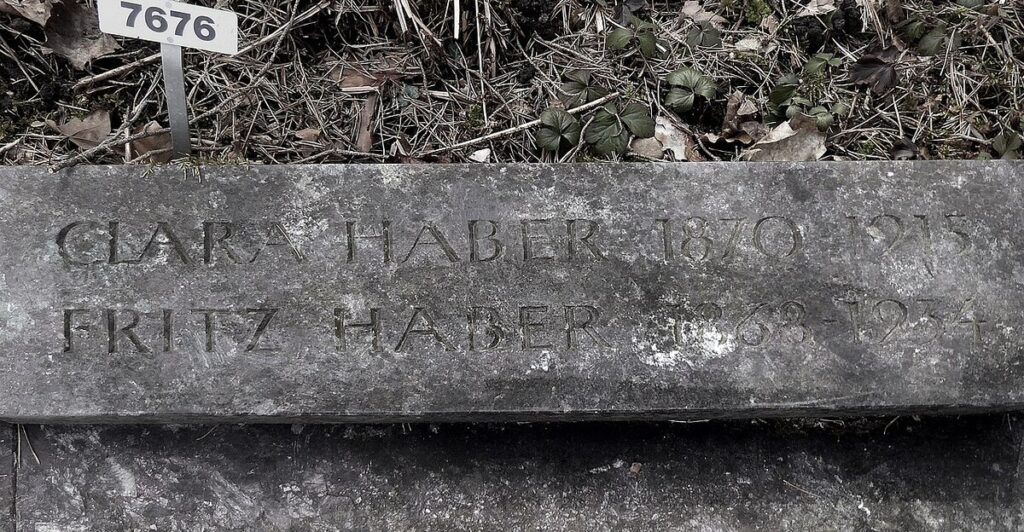 7676
CLARA HABER 1870 1915
FRITZ HABER 1868-1934